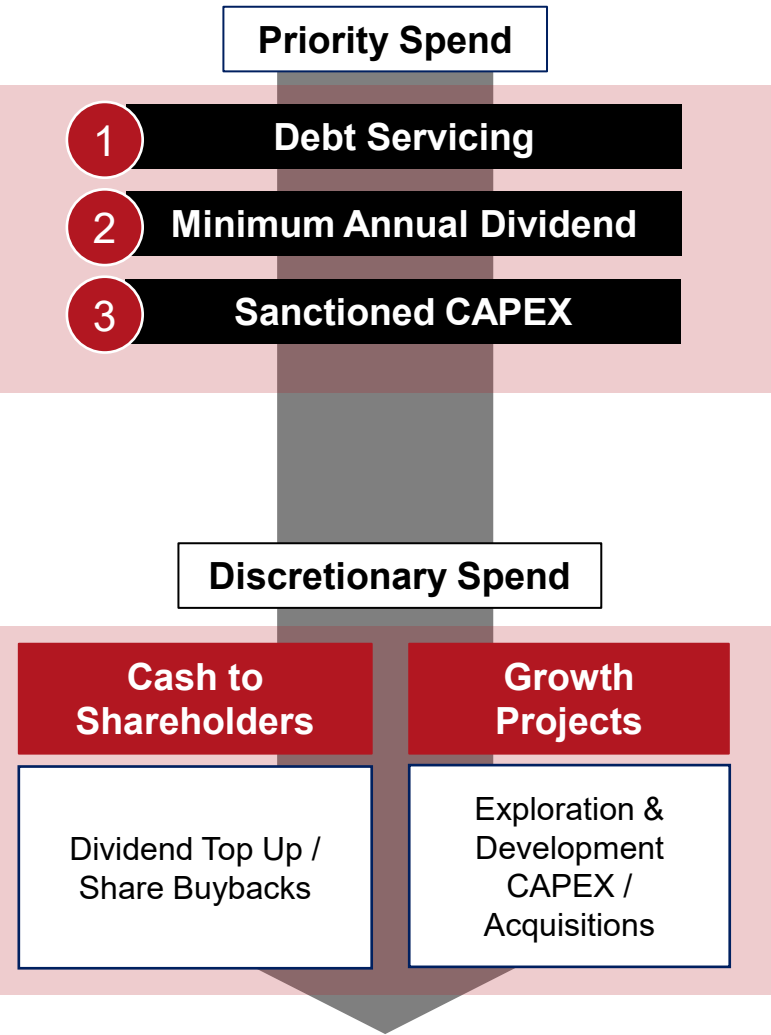 Priority Spend
1 Debt Servicing
2 Minimum Annual Dividend
3 Sanctioned CAPEX
Discretionary Spend
Cash to
Shareholders
Dividend Top Up /
Share Buybacks
Growth
Projects
Exploration &
Development
CAPEX /
Acquisitions